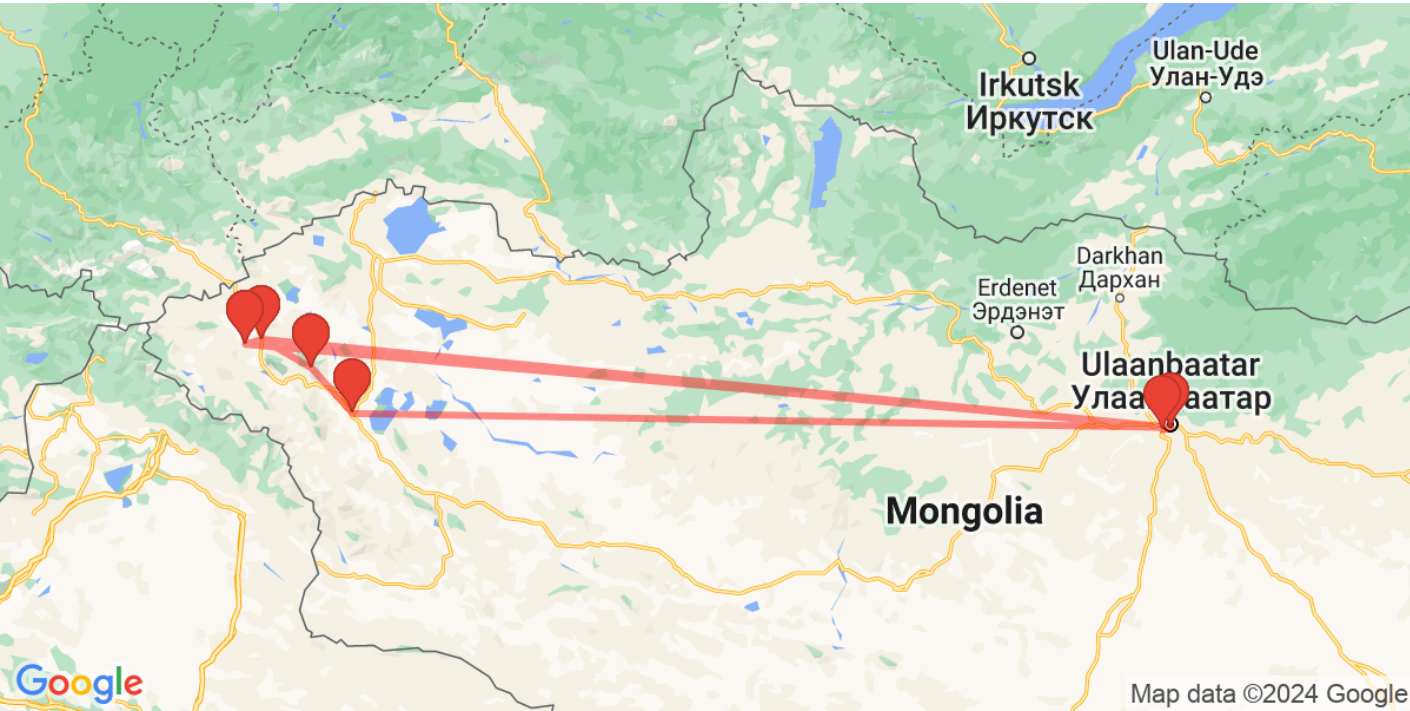 Ulan-Ude
Улан-Удэ
Irkutsk
Иркутск
Darkhan
Дархан
Erdenet
Эрдэнэт
Ulaanbaatar
Mongolia
Google
Map data ©2024 Google